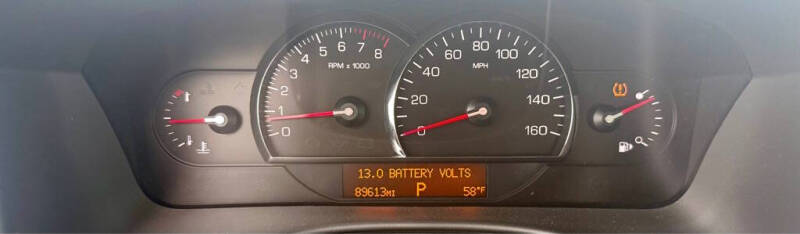 0 1 2 3 4 5 6 7 8
RPM x 1000
0 20 40 60 80 100 120 140 160
MPH
13.0 BATTERY VOLTS
89613MI P 58°F